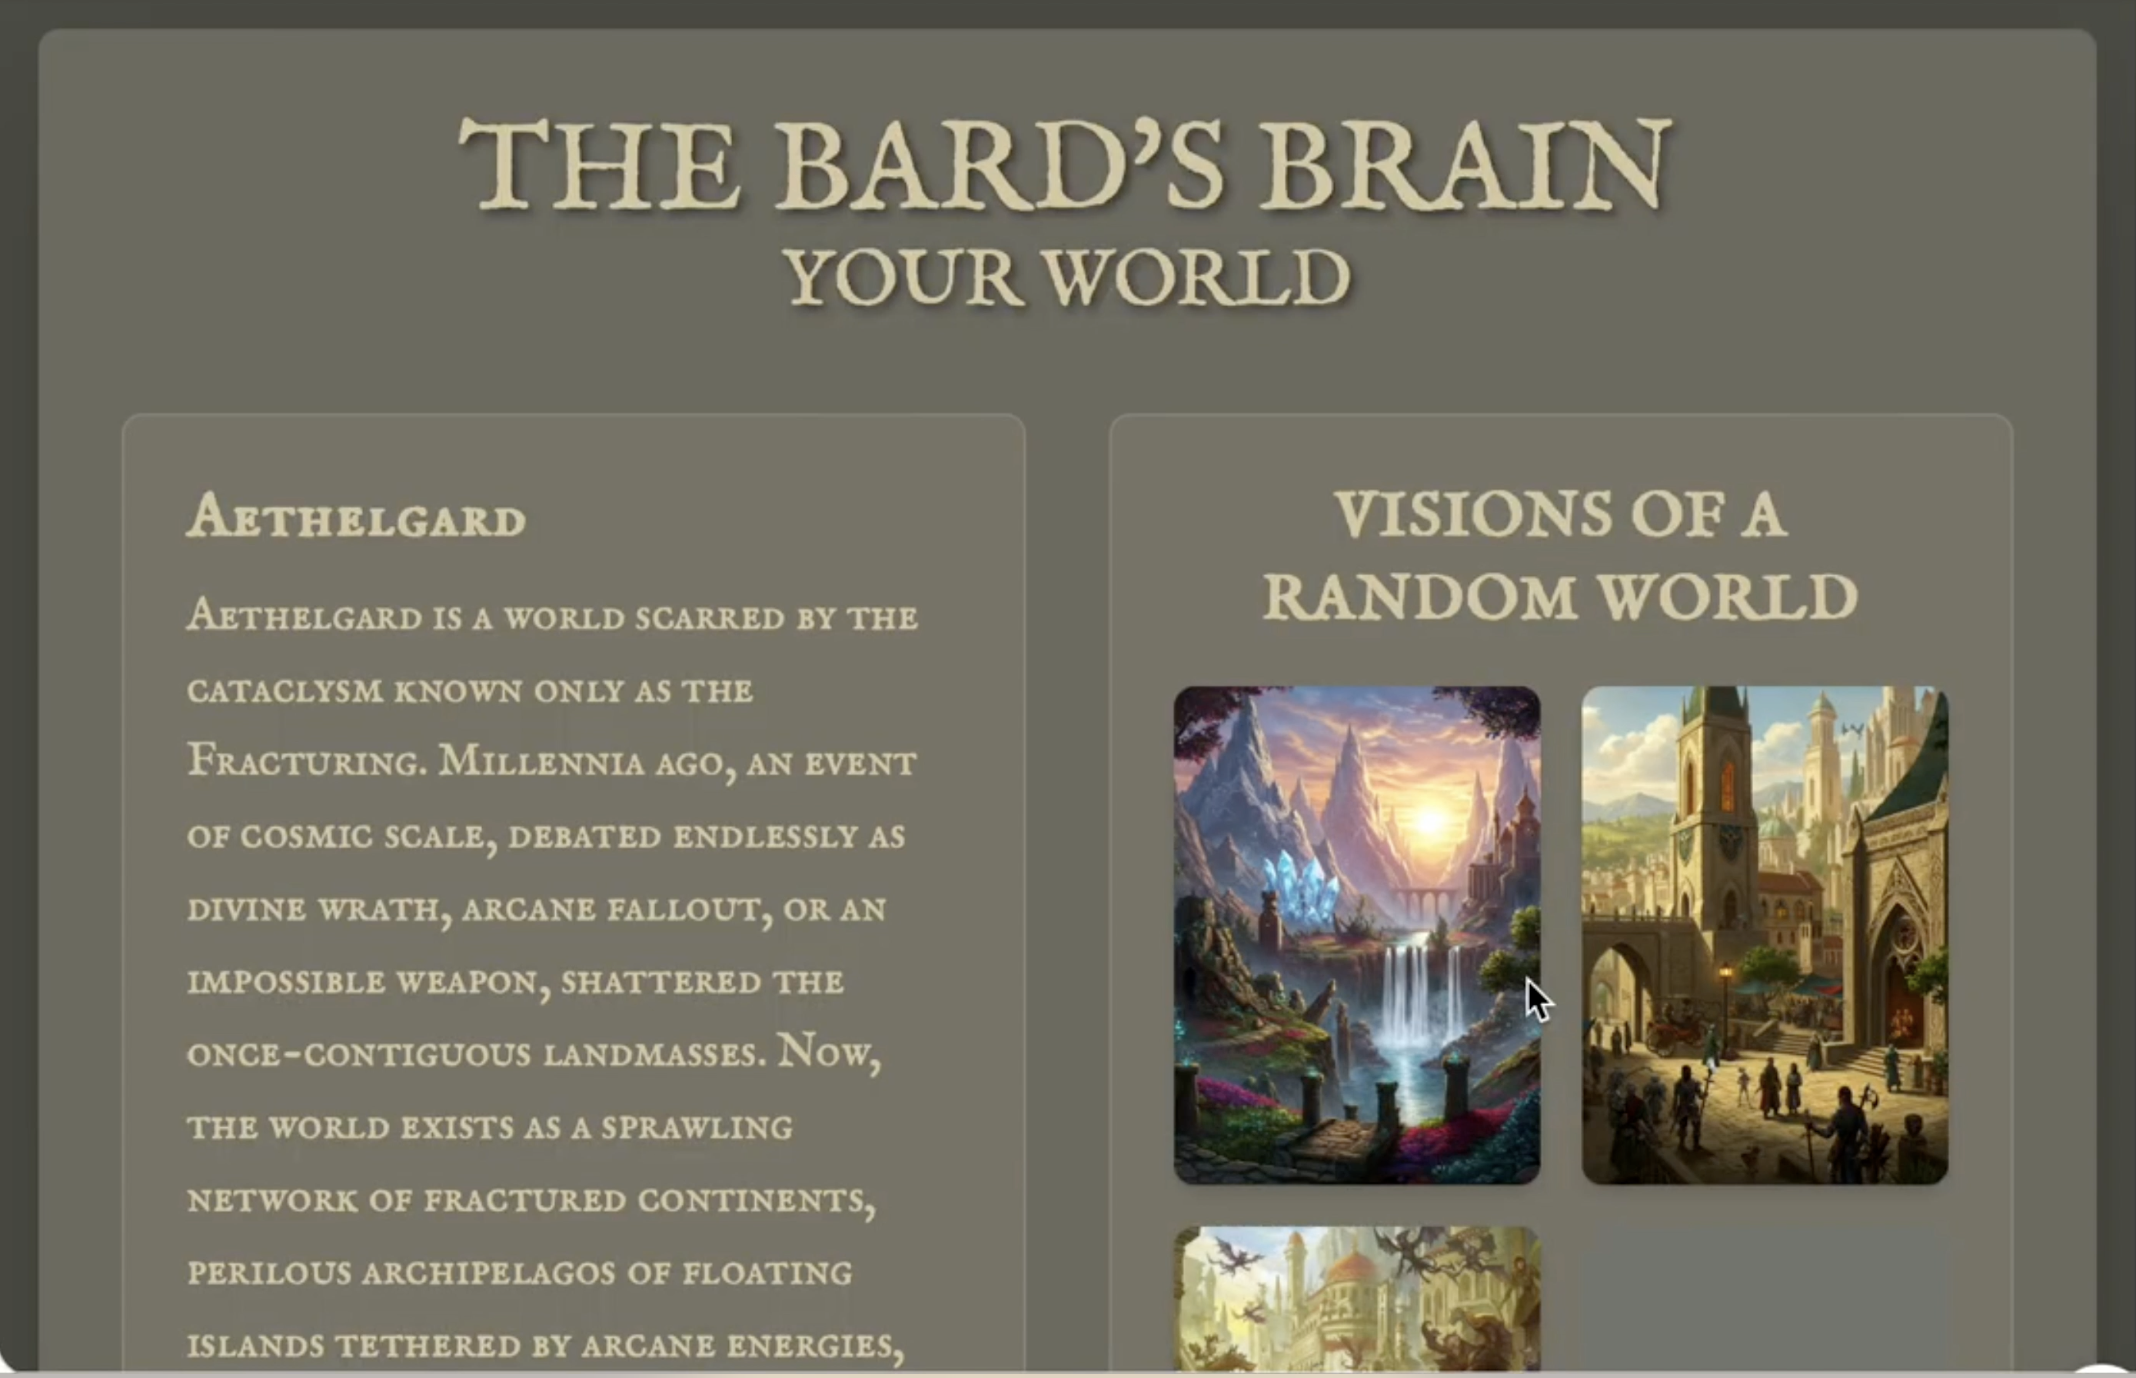 THE BARD'S BRAIN
YOUR WORLD
Aethelgard
Aethelgard is a world scarred by the
cataclysm known only as the
Fracturing. Millennia ago, an event
of cosmic scale, debated endlessly as
divine wrath, arcane fallout, or an
impossible weapon, shattered the
once-contiguous landmasses. Now,
the world exists as a sprawling
network of fractured continents,
perilous archipelagos of floating
islands tethered by arcane energies,
VISIONS OF A
RANDOM WORLD